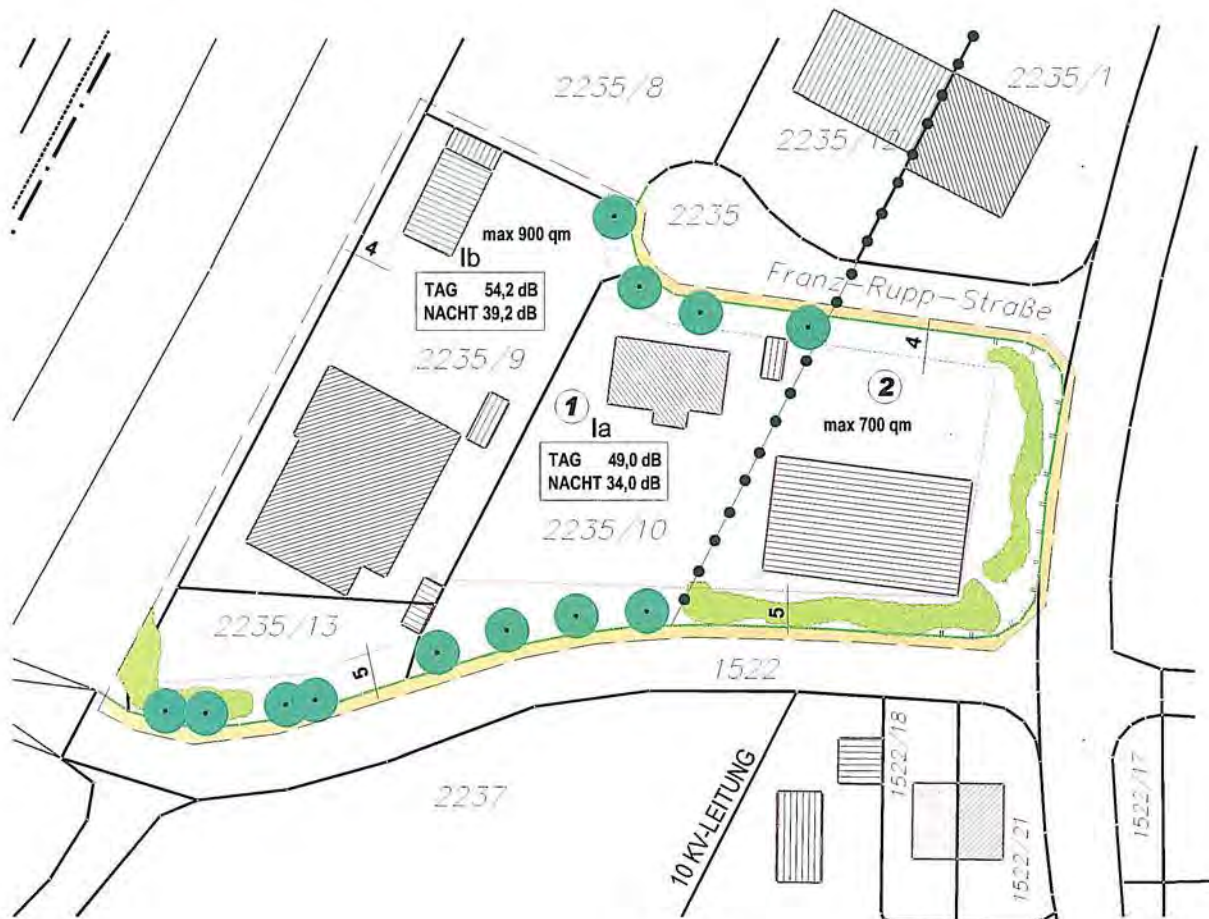 2235/8
2235/1
2235/12
2235
max 900 qm
4
Ib
TAG 54,2 dB
NACHT 39,2 dB
Franz-Rupp-Straße
2235/9
4
2
max 700 qm
1
Ia
TAG 49,0 dB
NACHT 34,0 dB
2235/10
2235/13
5
5
1522
2237
10 KV-LEITUNG
1522/18
1522/21
1522/17